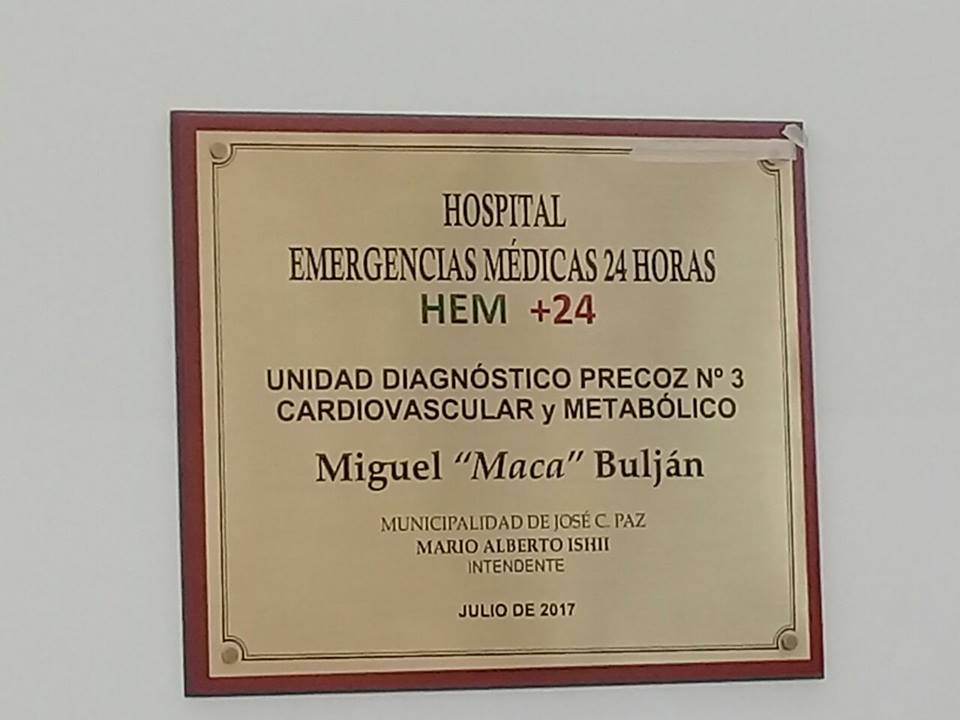 HOSPITAL
EMERGENCIAS MÉDICAS 24 HORAS
HEM +24
UNIDAD DIAGNÓSTICO PRECOZ Nº 3
CARDIOVASCULAR y METABÓLICO
Miguel “Maca” Bulján
MUNICIPALIDAD DE JOSÉ C. PAZ
MARIO ALBERTO ISHII
INTENDENTE
JULIO DE 2017